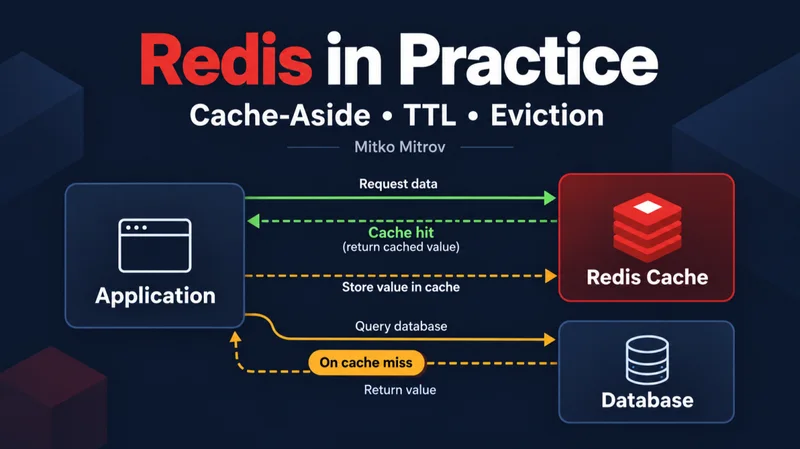 Redis in Practice
Cache-Aside • TTL • Eviction
Mitko Mitrov
Request data
Cache hit
(return cached value)
Store value in cache
Application
Redis Cache
Query database
On cache miss
Return value
Database